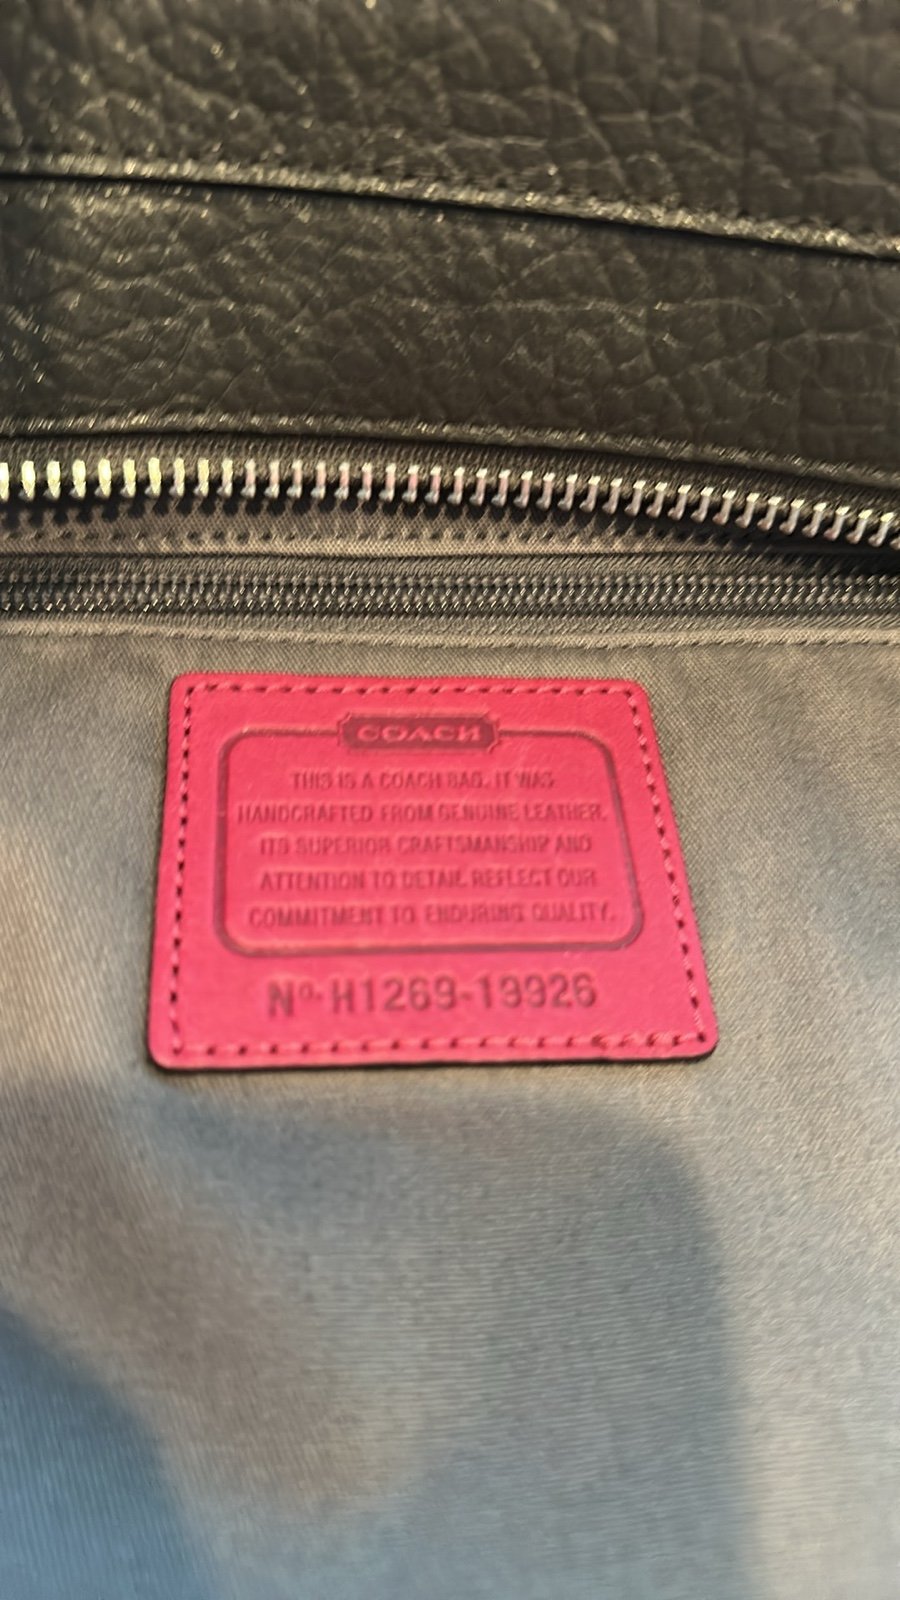 COACH
THIS IS A COACH BAG. IT WAS
HANDCRAFTED FROM GENUINE LEATHER.
ITS SUPERIOR CRAFTSMANSHIP AND
ATTENTION TO DETAIL REFLECT OUR
COMMITMENT TO ENDURING QUALITY.
Nº. H1269-19926